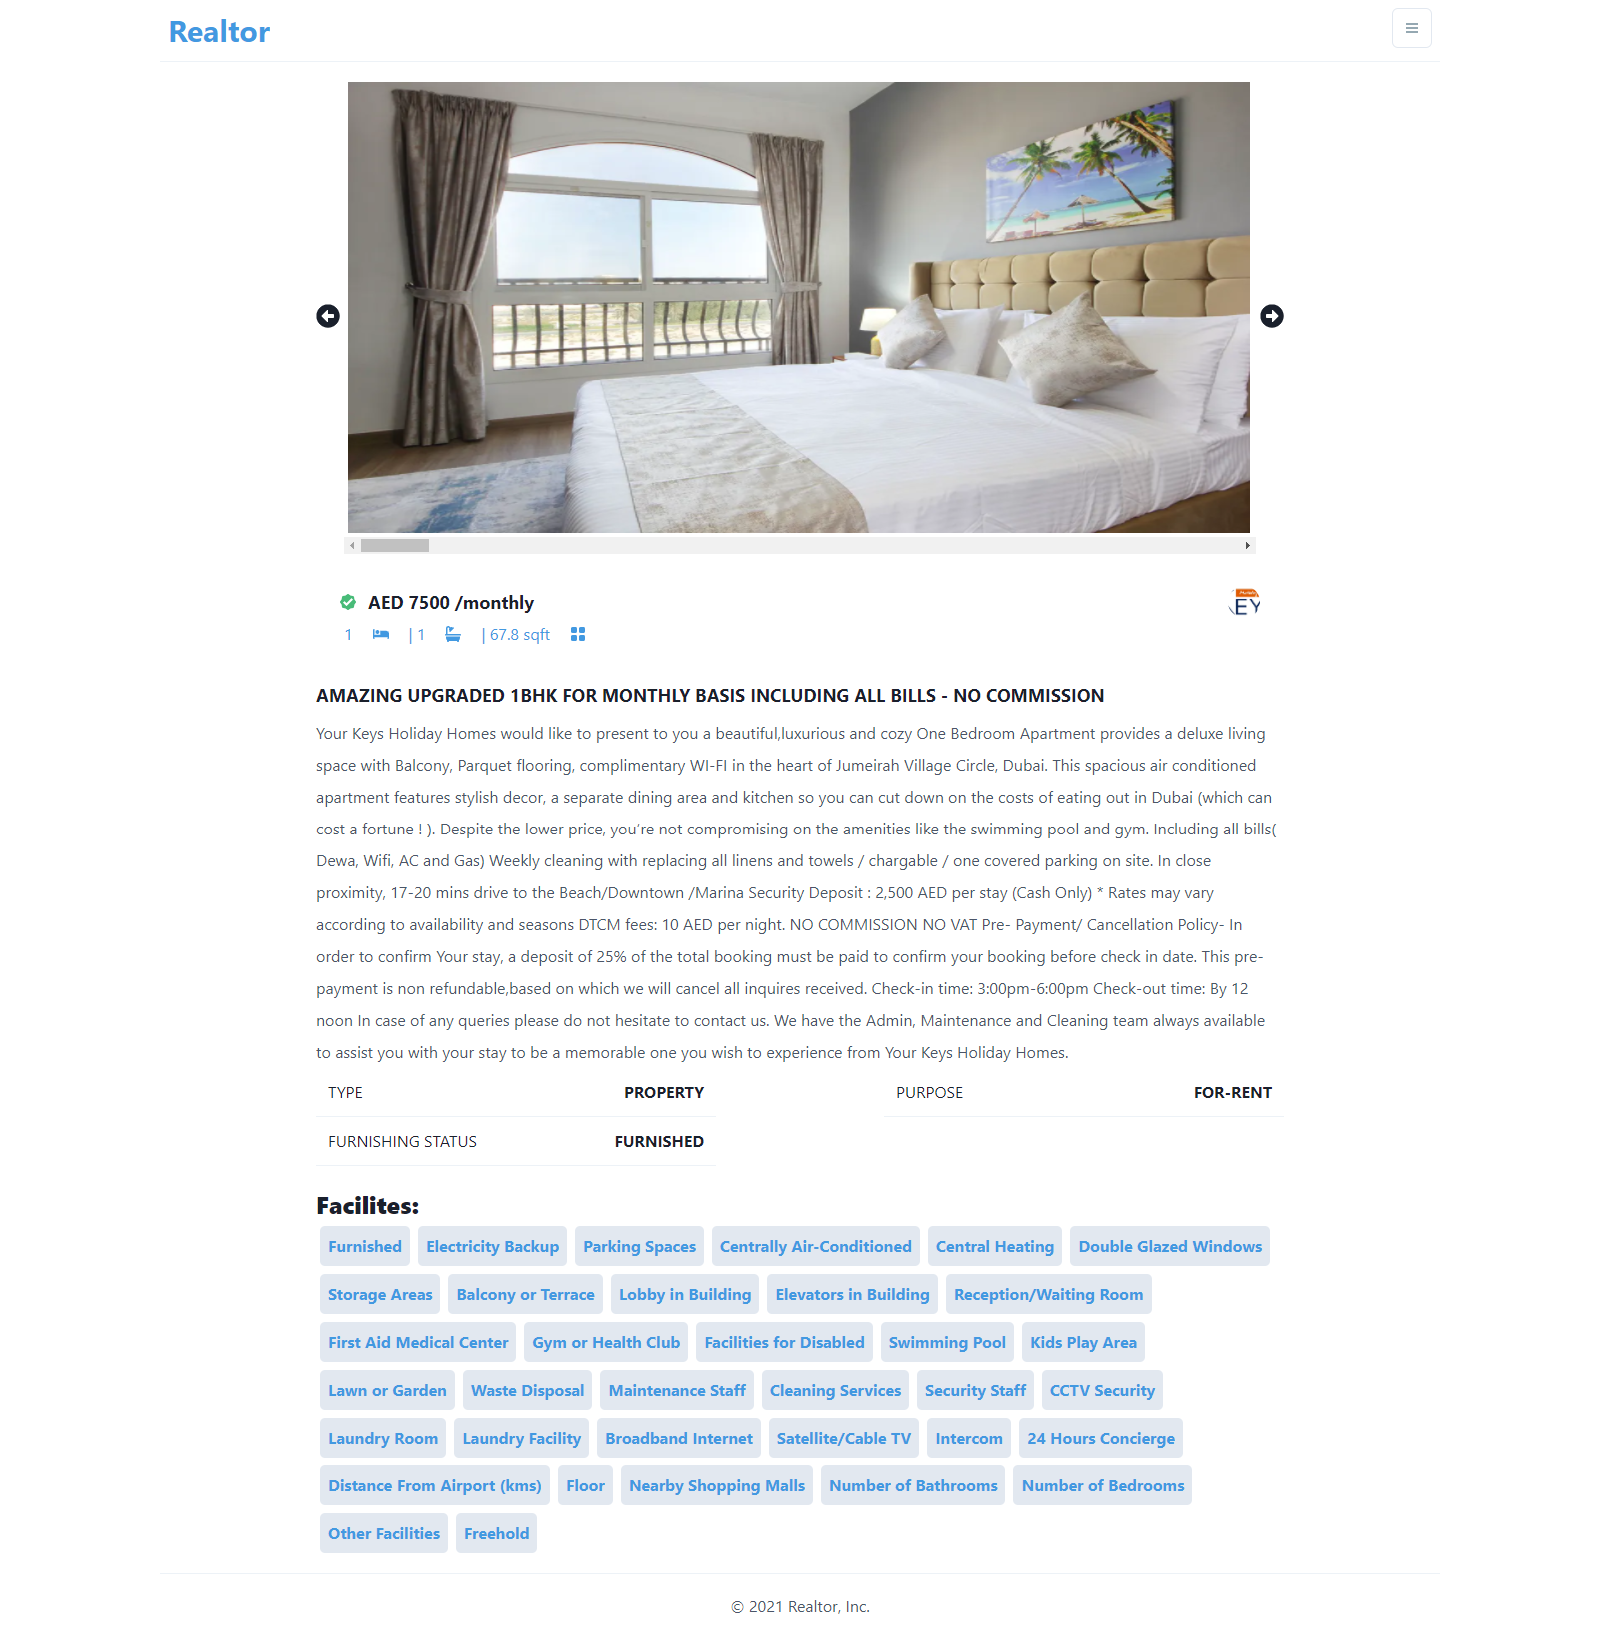 Realtor
AED 7500 /monthly
EY
1 | 1 | 67.8 sqft
AMAZING UPGRADED 1BHK FOR MONTHLY BASIS INCLUDING ALL BILLS - NO COMMISSION
Your Keys Holiday Homes would like to present to you a beautiful,luxurious and cozy One Bedroom Apartment provides a deluxe living
space with Balcony, Parquet flooring, complimentary WI-FI in the heart of Jumeirah Village Circle, Dubai. This spacious air conditioned
apartment features stylish decor, a separate dining area and kitchen so you can cut down on the costs of eating out in Dubai (which can
cost a fortune ! ). Despite the lower price, you’re not compromising on the amenities like the swimming pool and gym. Including all bills(
Dewa, Wifi, AC and Gas) Weekly cleaning with replacing all linens and towels / chargable / one covered parking on site. In close
proximity, 17-20 mins drive to the Beach/Downtown /Marina Security Deposit : 2,500 AED per stay (Cash Only) * Rates may vary
according to availability and seasons DTCM fees: 10 AED per night. NO COMMISSION NO VAT Pre- Payment/ Cancellation Policy- In
order to confirm Your stay, a deposit of 25% of the total booking must be paid to confirm your booking before check in date. This pre-
payment is non refundable,based on which we will cancel all inquires received. Check-in time: 3:00pm-6:00pm Check-out time: By 12
noon In case of any queries please do not hesitate to contact us. We have the Admin, Maintenance and Cleaning team always available
to assist you with your stay to be a memorable one you wish to experience from Your Keys Holiday Homes.
TYPE PROPERTY PURPOSE FOR-RENT
FURNISHING STATUS FURNISHED
Facilites:
Furnished Electricity Backup Parking Spaces Centrally Air-Conditioned Central Heating Double Glazed Windows
Storage Areas Balcony or Terrace Lobby in Building Elevators in Building Reception/Waiting Room
First Aid Medical Center Gym or Health Club Facilities for Disabled Swimming Pool Kids Play Area
Lawn or Garden Waste Disposal Maintenance Staff Cleaning Services Security Staff CCTV Security
Laundry Room Laundry Facility Broadband Internet Satellite/Cable TV Intercom 24 Hours Concierge
Distance From Airport (kms) Floor Nearby Shopping Malls Number of Bathrooms Number of Bedrooms
Other Facilities Freehold
© 2021 Realtor, Inc.